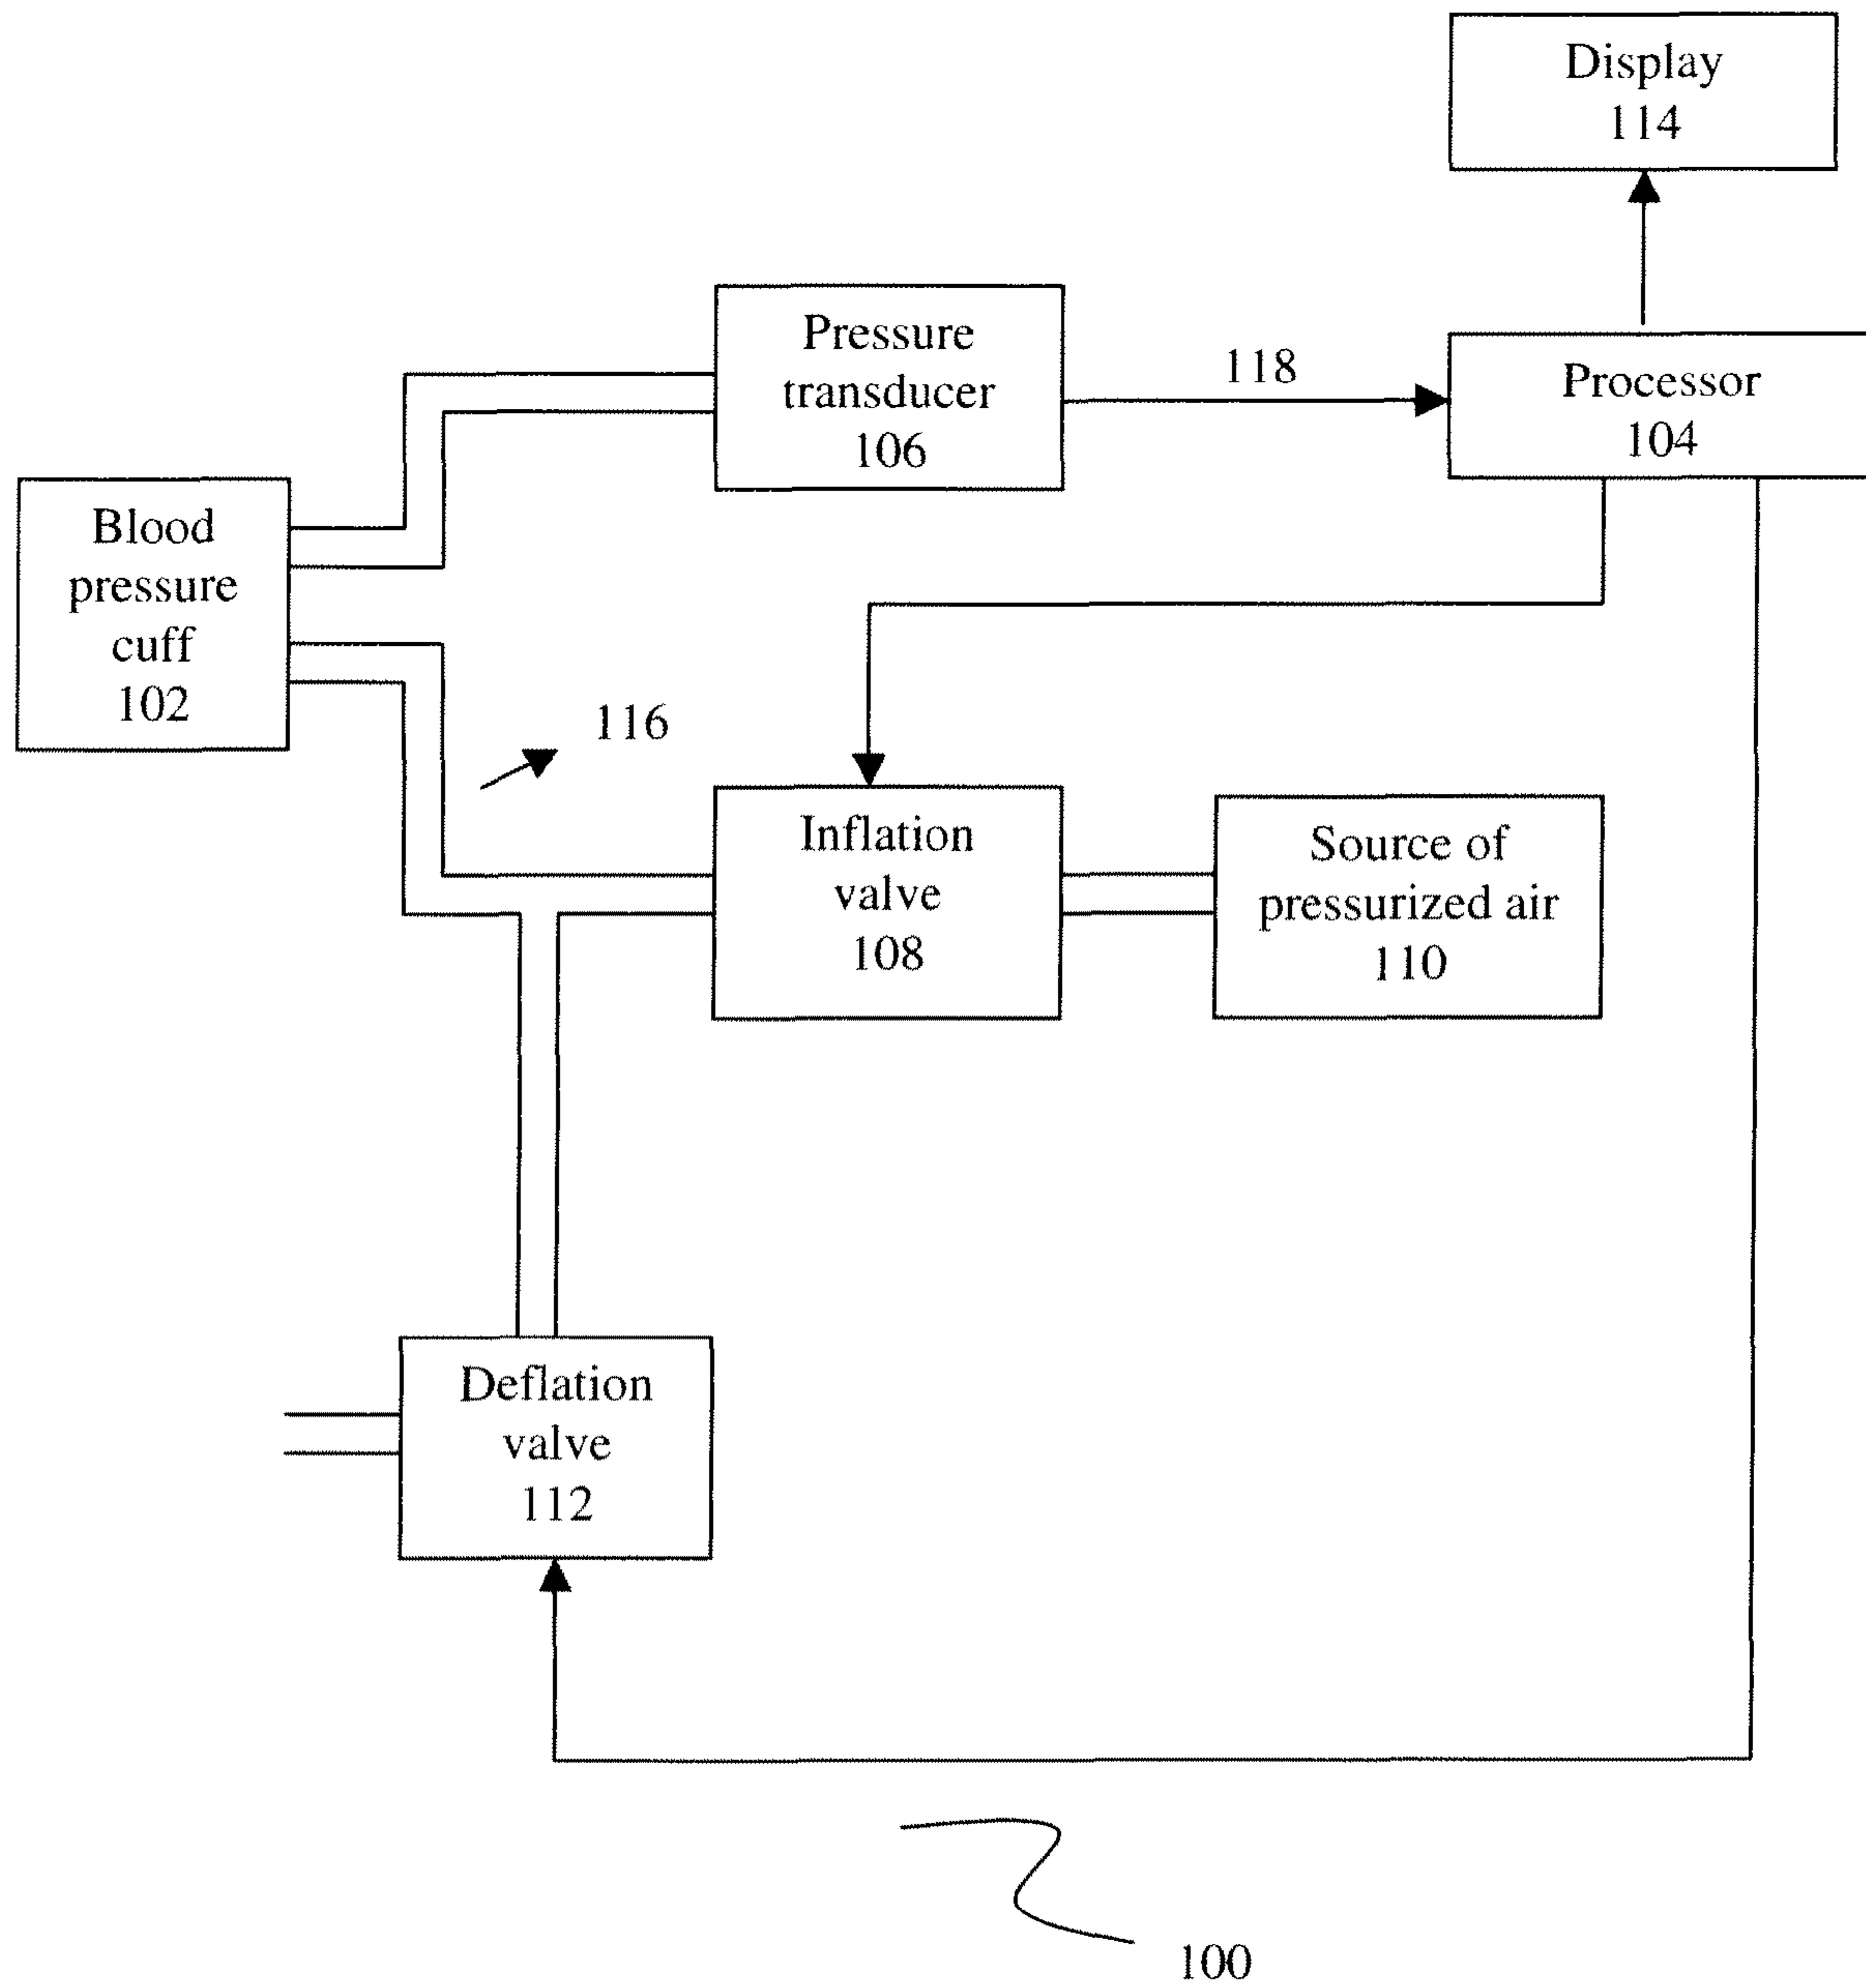 Display
114
Pressure
transducer
106
118
Processor
104
Blood
pressure
cuff
102
116
Inflation
valve
108
Source of
pressurized air
110
Deflation
valve
112
100